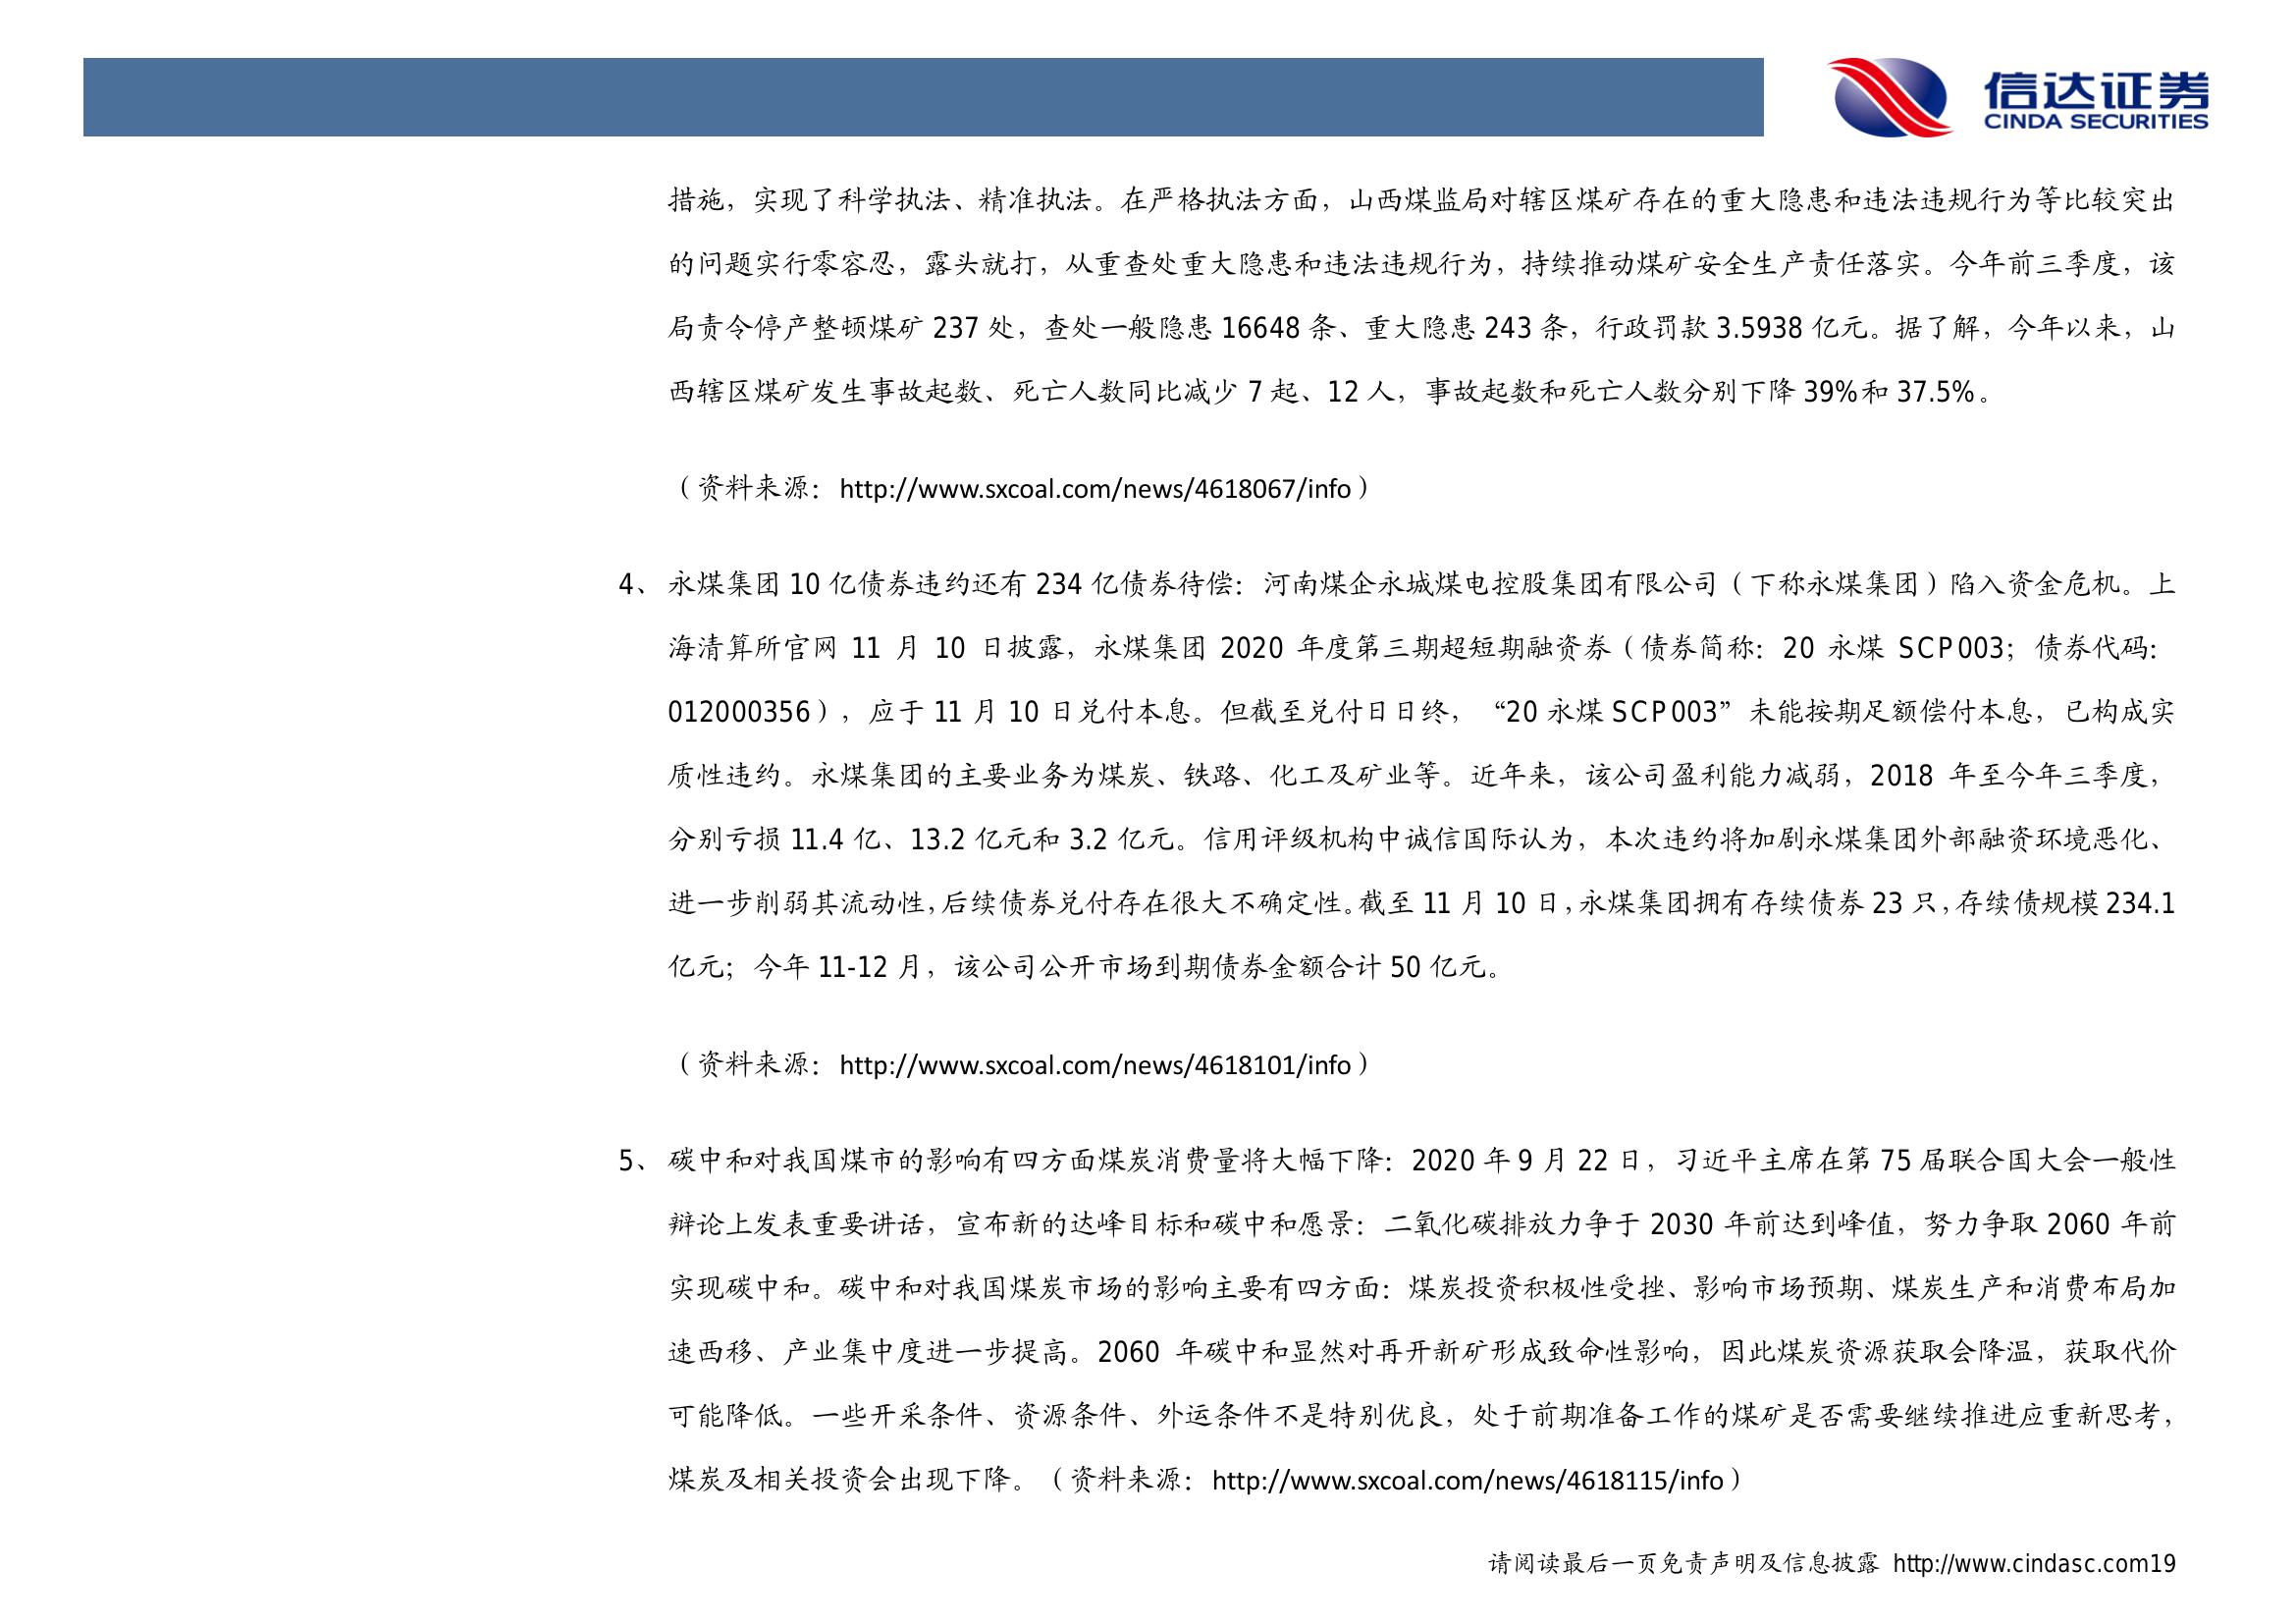 信达证券
CINDA SECURITIES
措施，实现了科学执法、精准执法。在严格执法方面，山西煤监局对辖区煤矿存在的重大隐患和违法违规行为等比较突出
的问题实行零容忍，露头就打，从重查处重大隐患和违法违规行为，持续推动煤矿安全生产责任落实。今年前三季度，该
局责令停产整顿煤矿 237 处，查处一般隐患 16648 条、重大隐患 243 条，行政罚款 3.5938 亿元。据了解，今年以来，山
西辖区煤矿发生事故起数、死亡人数同比减少 7 起、12 人，事故起数和死亡人数分别下降 39%和 37.5%。
（资料来源：http://www.sxcoal.com/news/4618067/info）
4、永煤集团 10 亿债券违约还有 234 亿债券待偿：河南煤企永城煤电控股集团有限公司（下称永煤集团）陷入资金危机。上
海清算所官网 11 月 10 日披露，永煤集团 2020 年度第三期超短期融资券（债券简称：20 永煤 SCP003；债券代码：
012000356），应于 11 月 10 日兑付本息。但截至兑付日日终，“20 永煤 SCP003”未能按期足额偿付本息，已构成实
质性违约。永煤集团的主要业务为煤炭、铁路、化工及矿业等。近年来，该公司盈利能力减弱，2018 年至今年三季度，
分别亏损 11.4 亿、13.2 亿元和 3.2 亿元。信用评级机构中诚信国际认为，本次违约将加剧永煤集团外部融资环境恶化、
进一步削弱其流动性，后续债券兑付存在很大不确定性。截至 11 月 10 日，永煤集团拥有存续债券 23 只，存续债规模 234.1
亿元；今年 11-12 月，该公司公开市场到期债券金额合计 50 亿元。
（资料来源：http://www.sxcoal.com/news/4618101/info）
5、碳中和对我国煤市的影响有四方面煤炭消费量将大幅下降：2020 年 9 月 22 日，习近平主席在第 75 届联合国大会一般性
辩论上发表重要讲话，宣布新的达峰目标和碳中和愿景：二氧化碳排放力争于 2030 年前达到峰值，努力争取 2060 年前
实现碳中和。碳中和对我国煤炭市场的影响主要有四方面：煤炭投资积极性受挫、影响市场预期、煤炭生产和消费布局加
速西移、产业集中度进一步提高。2060 年碳中和显然对再开新矿形成致命性影响，因此煤炭资源获取会降温，获取代价
可能降低。一些开采条件、资源条件、外运条件不是特别优良，处于前期准备工作的煤矿是否需要继续推进应重新思考，
煤炭及相关投资会出现下降。（资料来源：http://www.sxcoal.com/news/4618115/info）
请阅读最后一页免责声明及信息披露 http://www.cindasc.com19